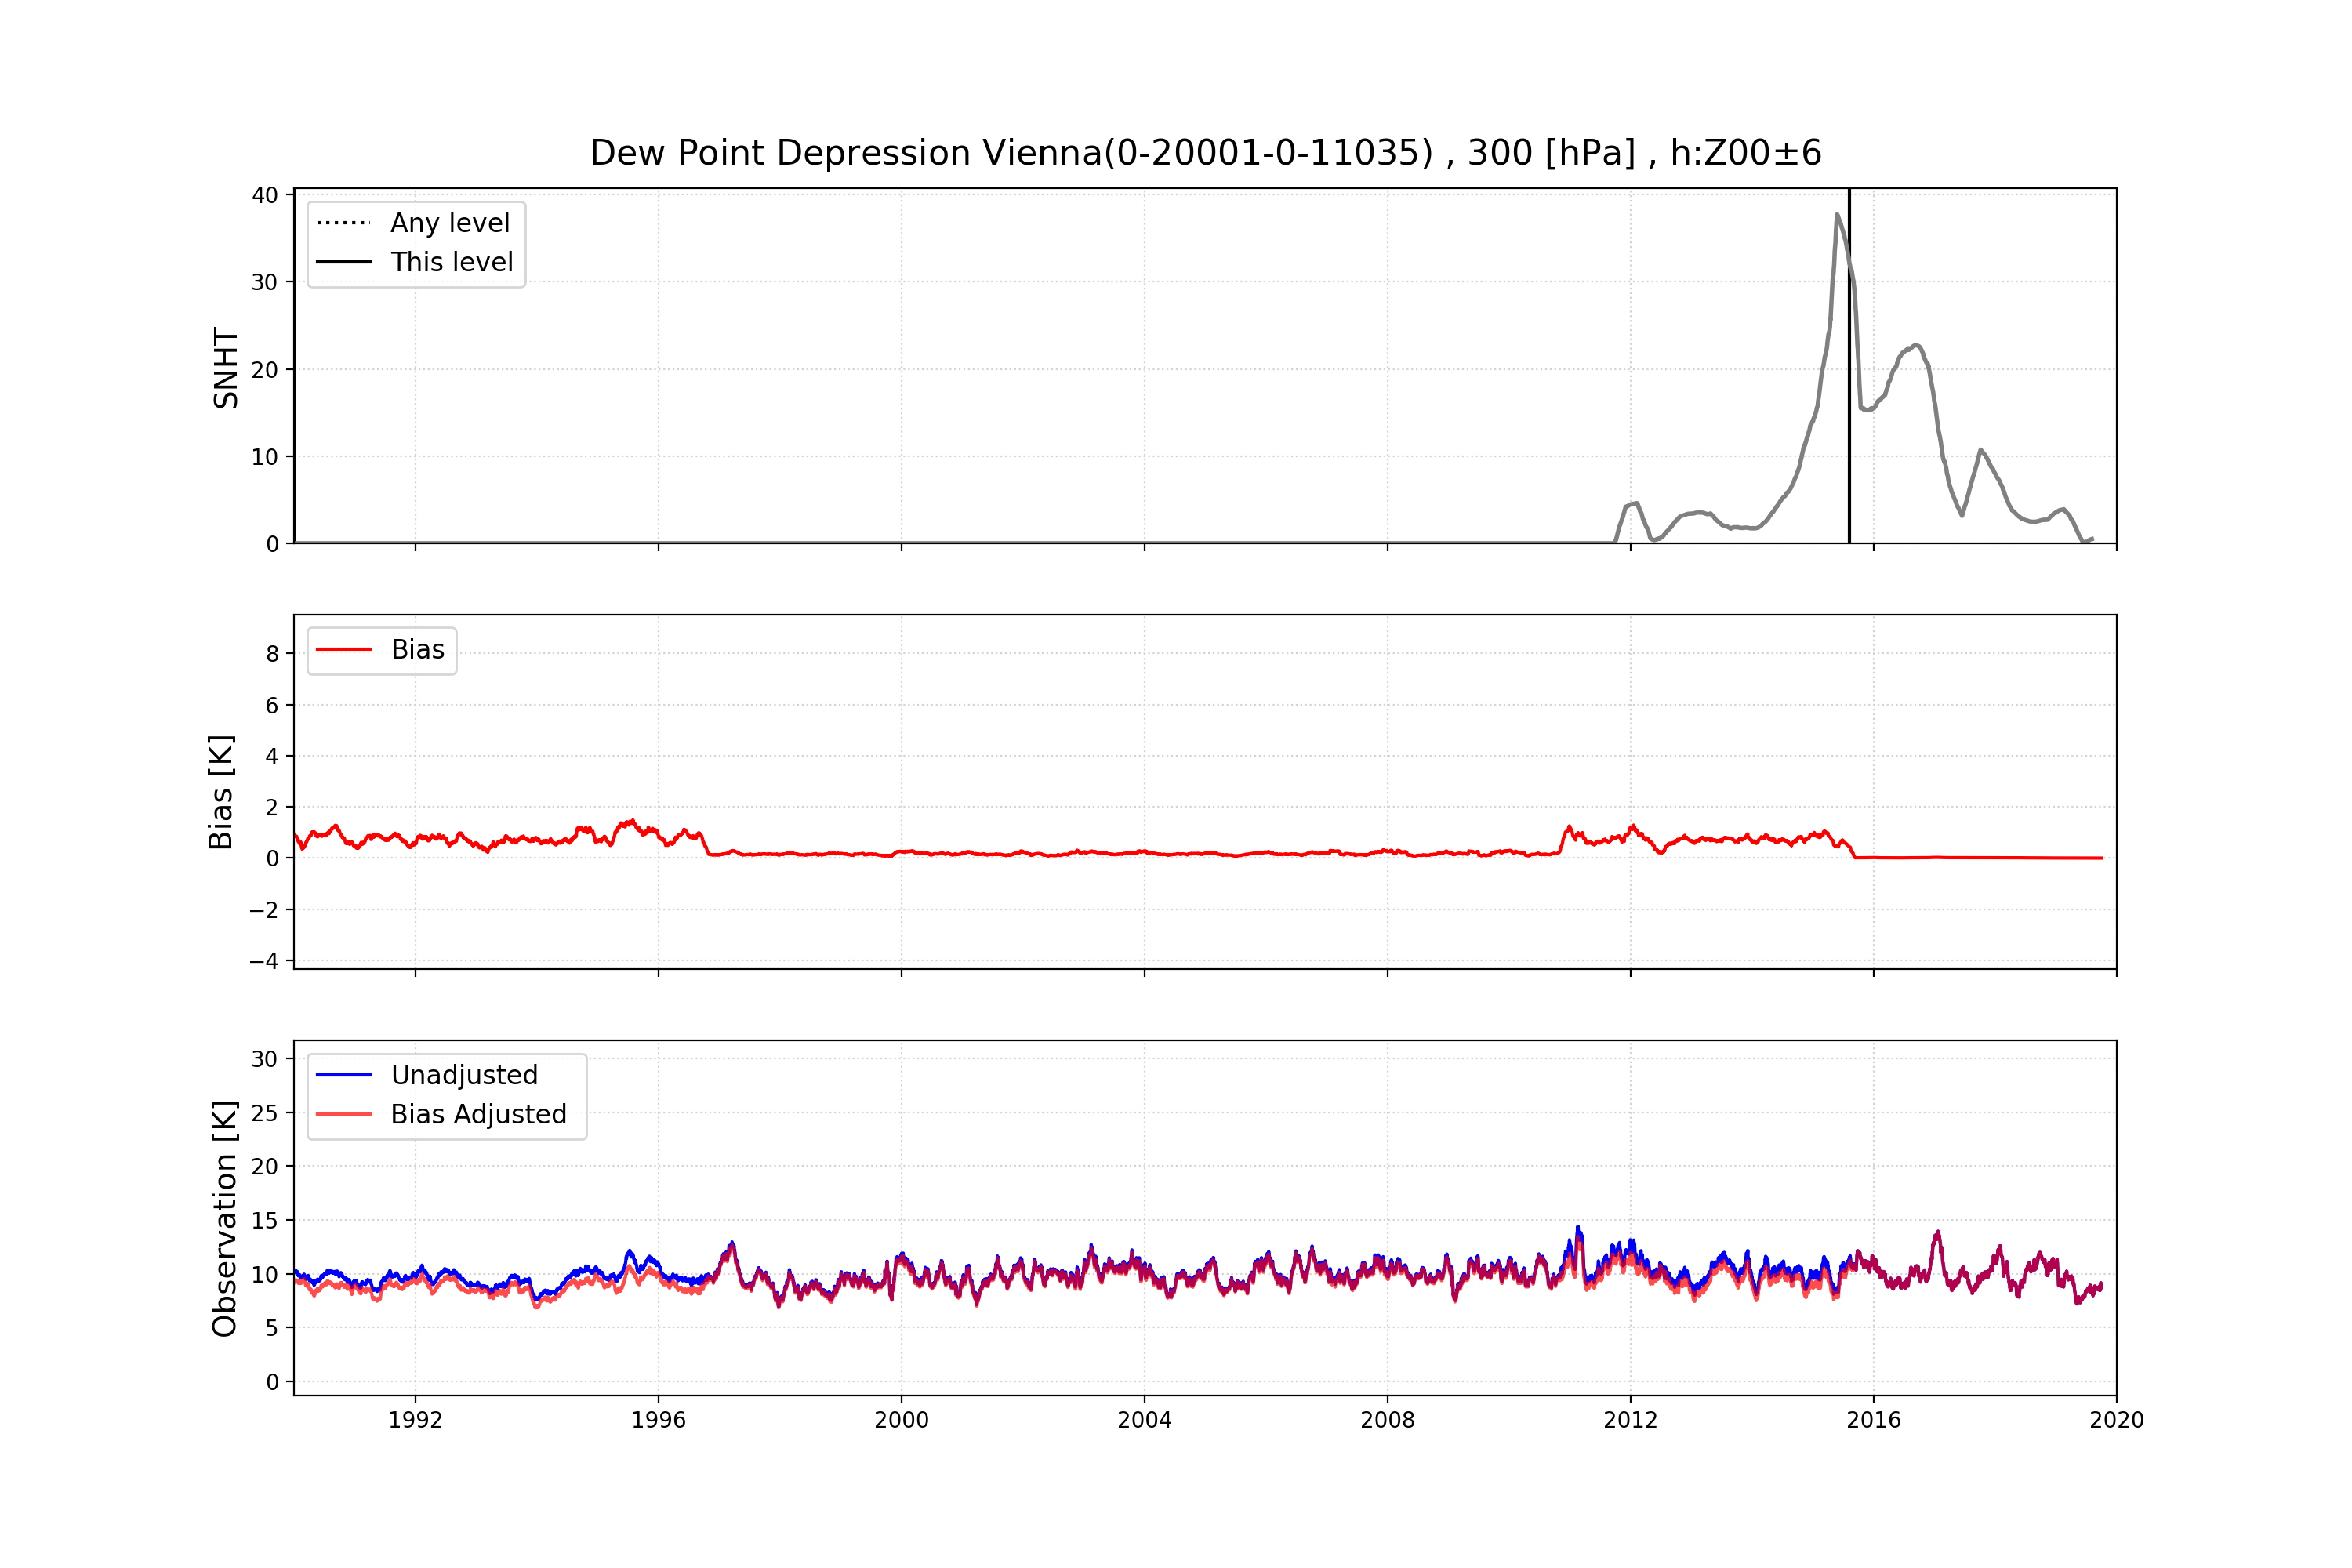 Dew Point Depression Vienna(0-20001-0-11035) , 300 [hPa] , h:Z00±6
SNHT
40
30
20
10
0
Any level
This level
Bias [K]
8
6
4
2
0
−2
−4
Bias
Observation [K]
30
25
20
15
10
5
0
Unadjusted
Bias Adjusted
1992 1996 2000 2004 2008 2012 2016 2020